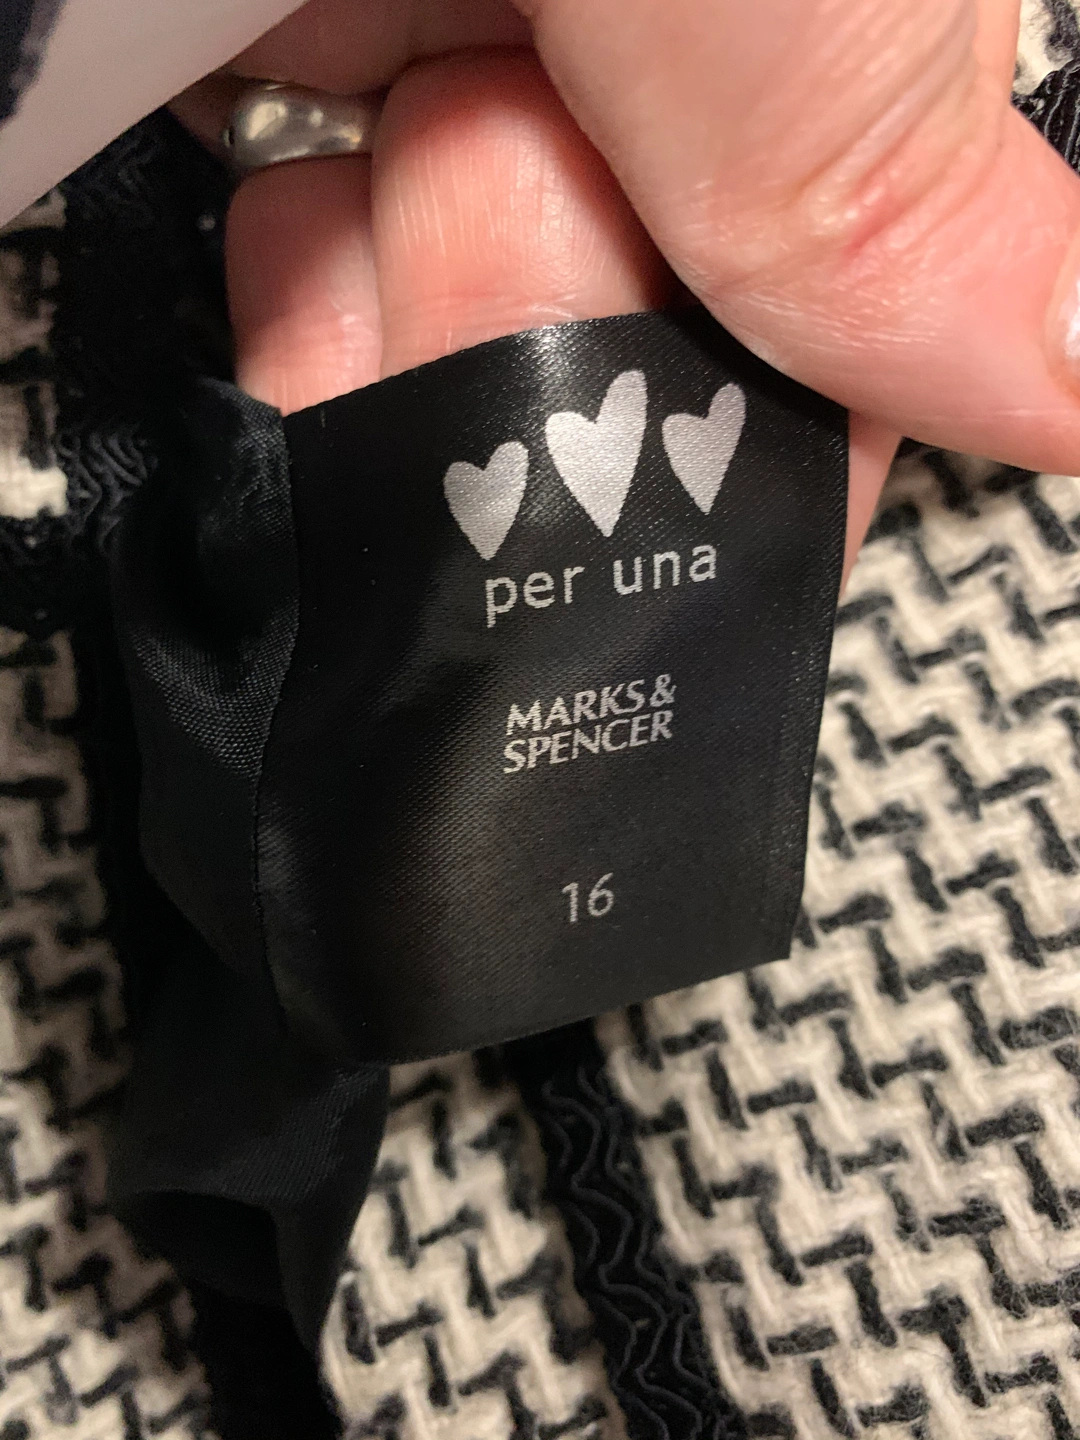 per una
MARKS &
SPENCER
16